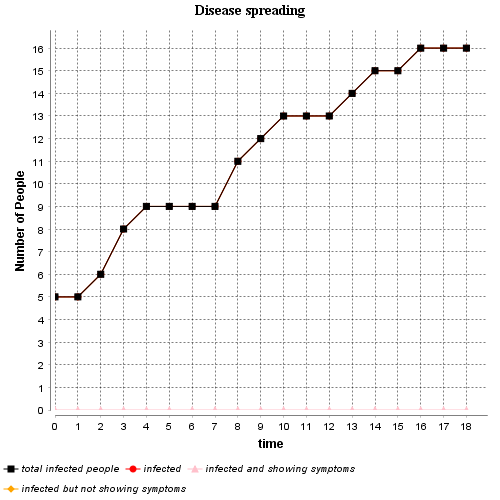 Disease spreading
Number of People
16
15
14
13
12
11
10
9
8
7
6
5
4
3
2
1
0
0 1 2 3 4 5 6 7 8 9 10 11 12 13 14 15 16 17 18
time
total infected people infected infected and showing symptoms
infected but not showing symptoms